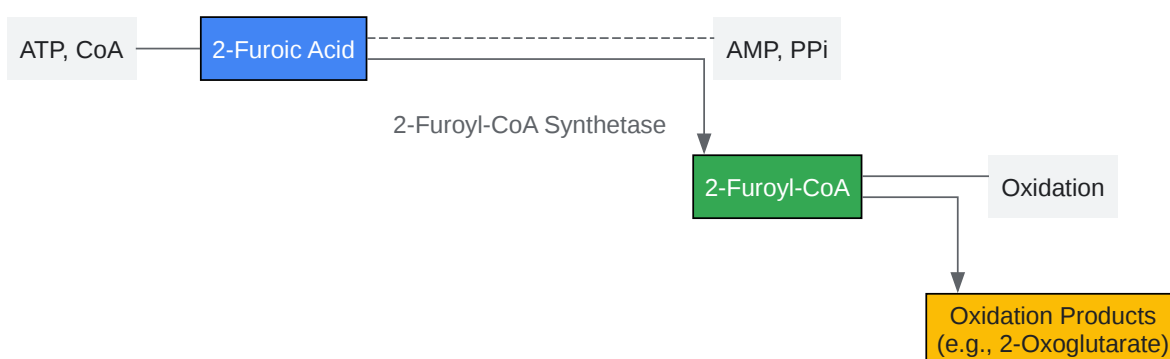 ATP, CoA
2-Furoic Acid
AMP, PPi
2-Furoyl-CoA Synthetase
2-Furoyl-CoA
Oxidation
Oxidation Products
(e.g., 2-Oxoglutarate)